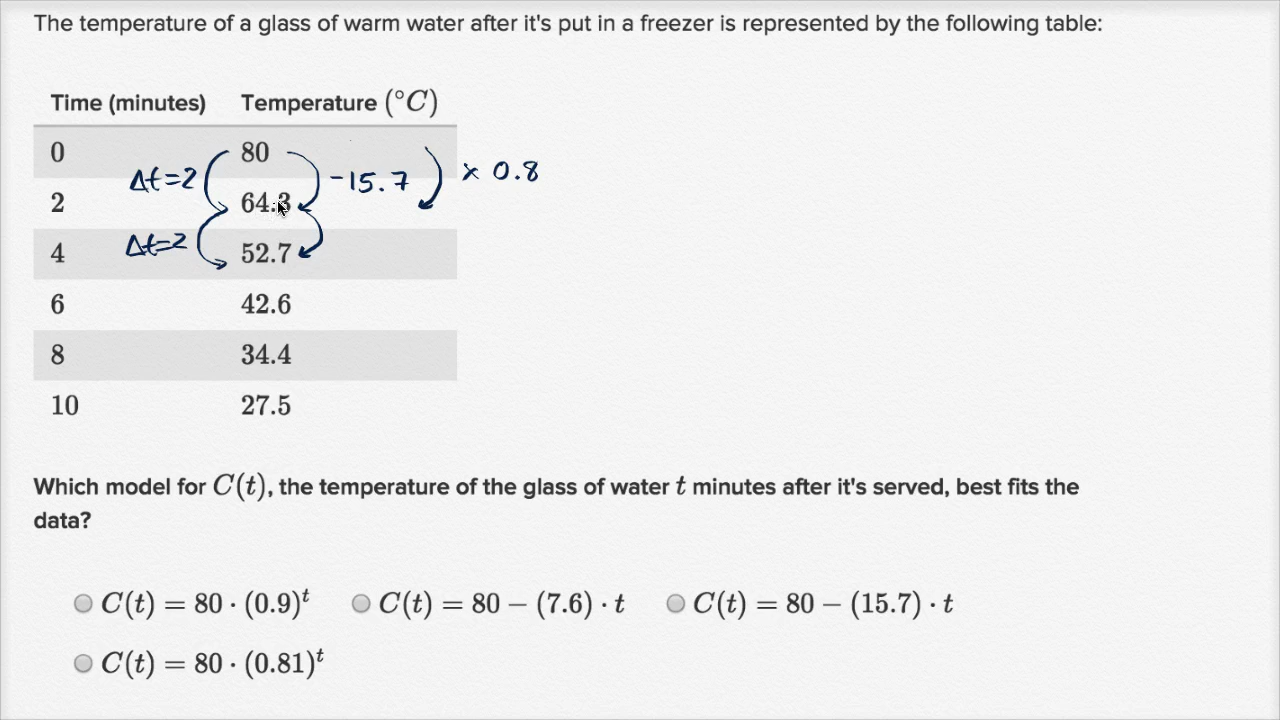 The temperature of a glass of warm water after it's put in a freezer is represented by the following table:
Time (minutes) Temperature (°C)
0 80
Δt=2 -15.7 x 0.8
2 64.3
Δt=2
4 52.7
6 42.6
8 34.4
10 27.5
Which model for C(t), the temperature of the glass of water t minutes after it's served, best fits the
data?
C(t) = 80 · (0.9)^t C(t) = 80 − (7.6) · t C(t) = 80 − (15.7) · t
C(t) = 80 · (0.81)^t